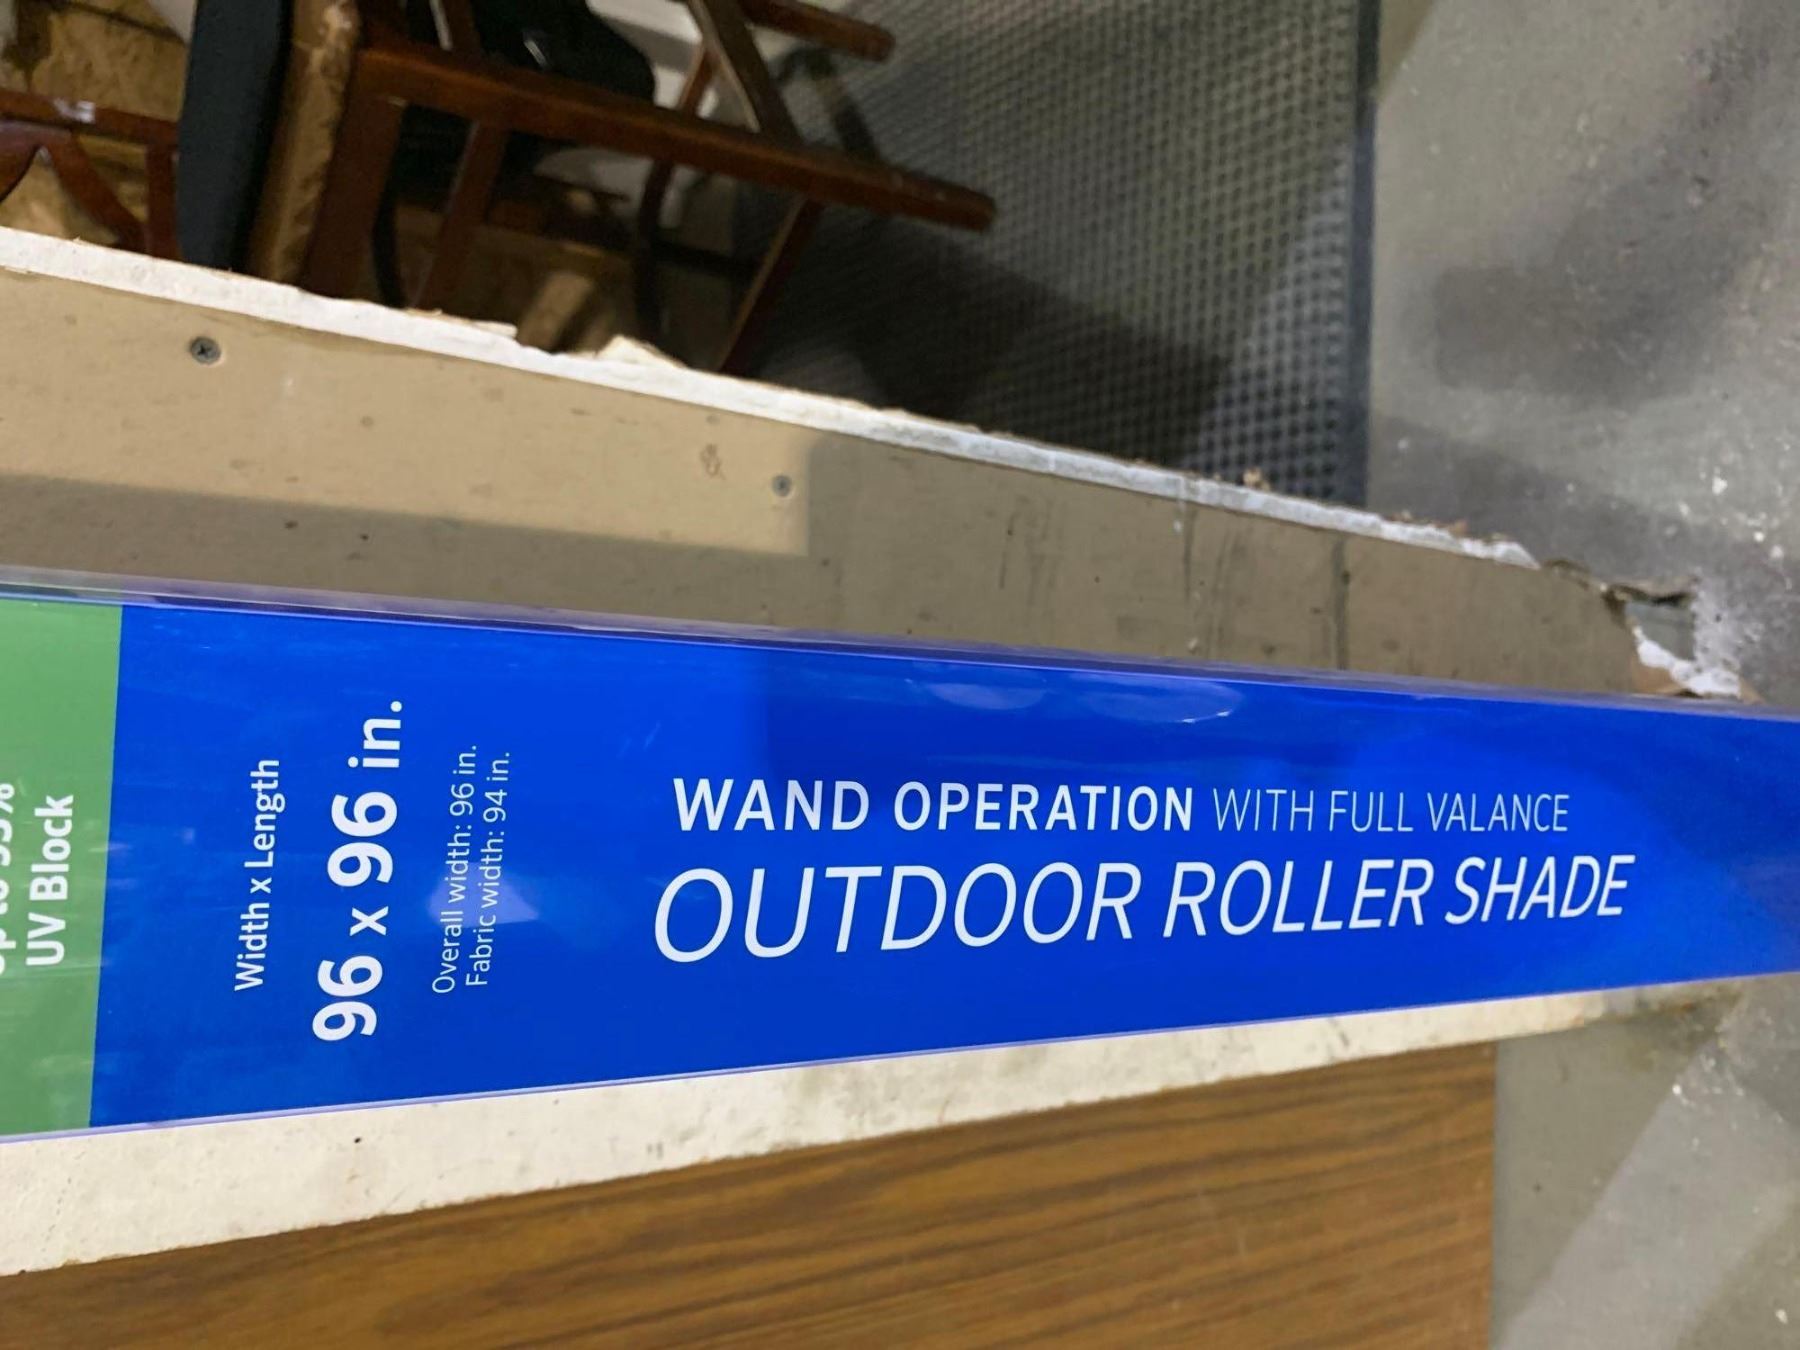 UV Block
Width x Length
96 x 96 in.
Overall width: 96 in.
Fabric width: 94 in.
WAND OPERATION WITH FULL VALANCE
OUTDOOR ROLLER SHADE